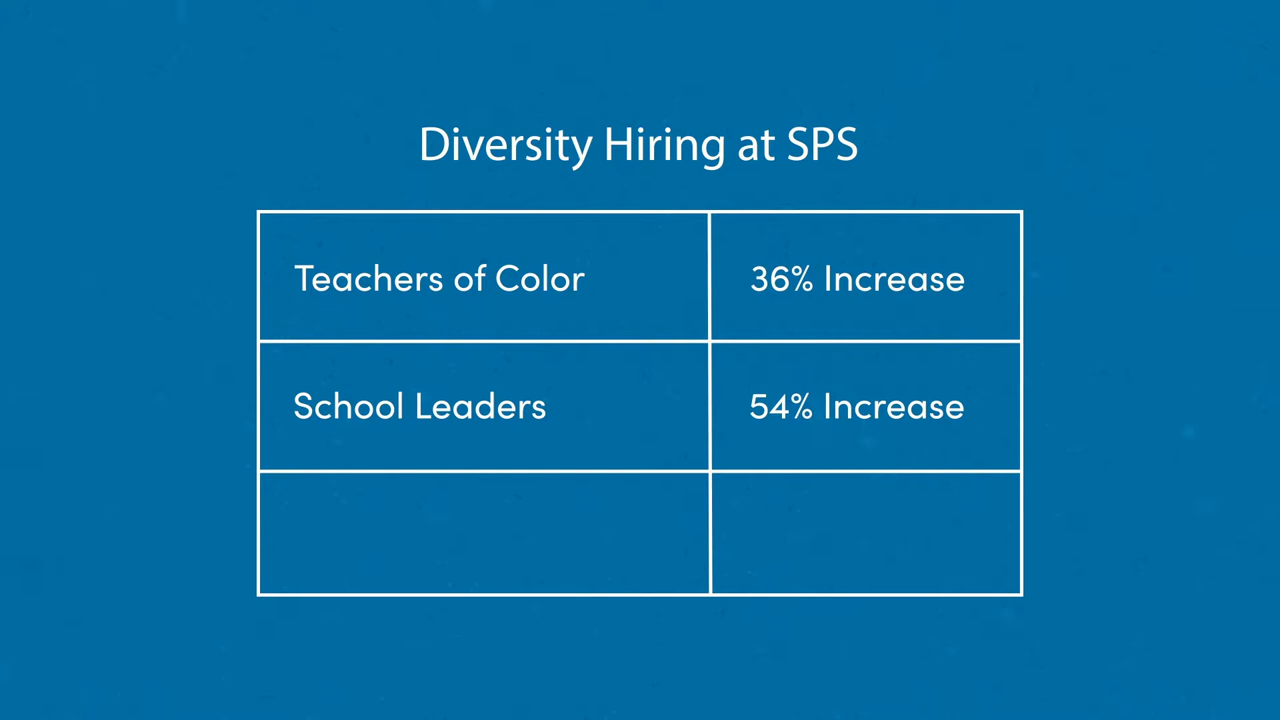 Diversity Hiring at SPS
Teachers of Color 36% Increase
School Leaders 54% Increase